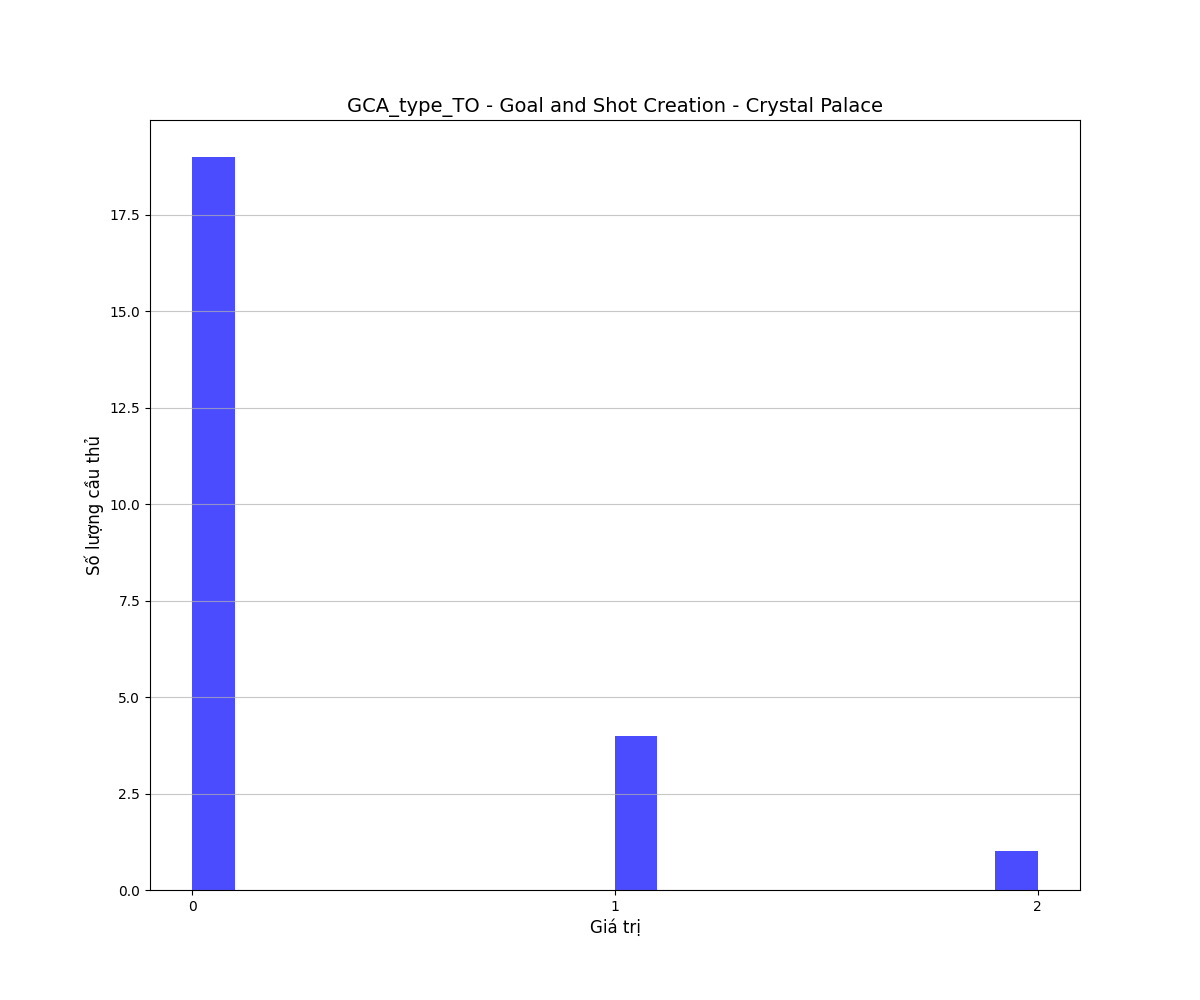 GCA_type_TO - Goal and Shot Creation - Crystal Palace
17.5
15.0
12.5
10.0
7.5
5.0
2.5
0.0
Số lượng cầu thủ
0 1 2
Giá trị